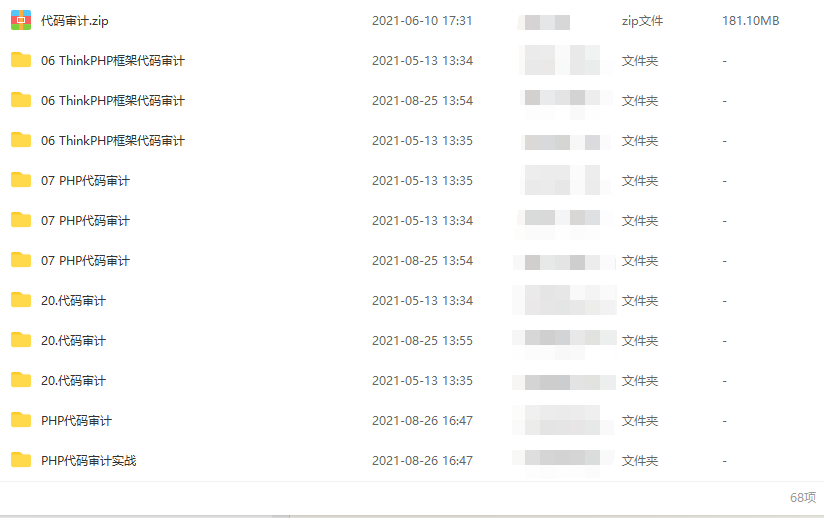 代码审计.zip 2021-06-10 17:31 zip文件 181.10MB
06 ThinkPHP框架代码审计 2021-05-13 13:34 文件夹 -
06 ThinkPHP框架代码审计 2021-08-25 13:54 文件夹 -
06 ThinkPHP框架代码审计 2021-05-13 13:35 文件夹 -
07 PHP代码审计 2021-05-13 13:35 文件夹 -
07 PHP代码审计 2021-05-13 13:34 文件夹 -
07 PHP代码审计 2021-08-25 13:54 文件夹 -
20.代码审计 2021-05-13 13:34 文件夹 -
20.代码审计 2021-08-25 13:55 文件夹 -
20.代码审计 2021-05-13 13:35 文件夹 -
PHP代码审计 2021-08-26 16:47 文件夹 -
PHP代码审计实战 2021-08-26 16:47 文件夹 -
68项